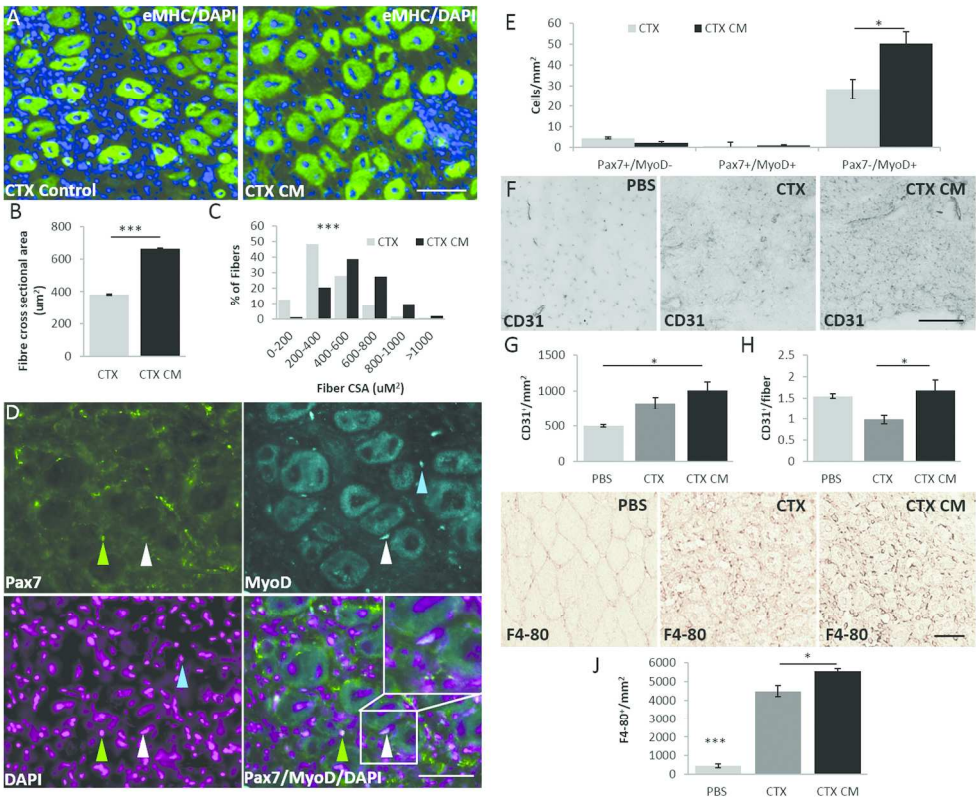 A
eMHC/DAPI
CTX Control
eMHC/DAPI
CTX CM
B
***
Fibre cross sectional area
(um²)
800
600
400
200
0
CTX
CTX CM
C
***
CTX
CTX CM
% of Fibers
60
50
40
30
20
10
0
0-200
200-400
400-600
600-800
800-1000
>1000
Fiber CSA (uM²)
D
Pax7
MyoD
DAPI
Pax7/MyoD/DAPI
E
CTX
CTX CM
*
Cells/mm²
60
50
40
30
20
10
0
Pax7+/MyoD-
Pax7+/MyoD+
Pax7-/MyoD+
F
PBS
CD31
CTX
CD31
CTX CM
CD31
G
*
CD31⁺/mm²
1500
1000
500
0
PBS
CTX
CTX CM
H
*
CD31⁺/fiber
2.5
2
1.5
1
0.5
0
PBS
CTX
CTX CM
PBS
F4-80
CTX
F4-80
CTX CM
F4-80
J
*
***
F4-80⁺/mm²
6000
5000
4000
3000
2000
1000
0
PBS
CTX
CTX CM